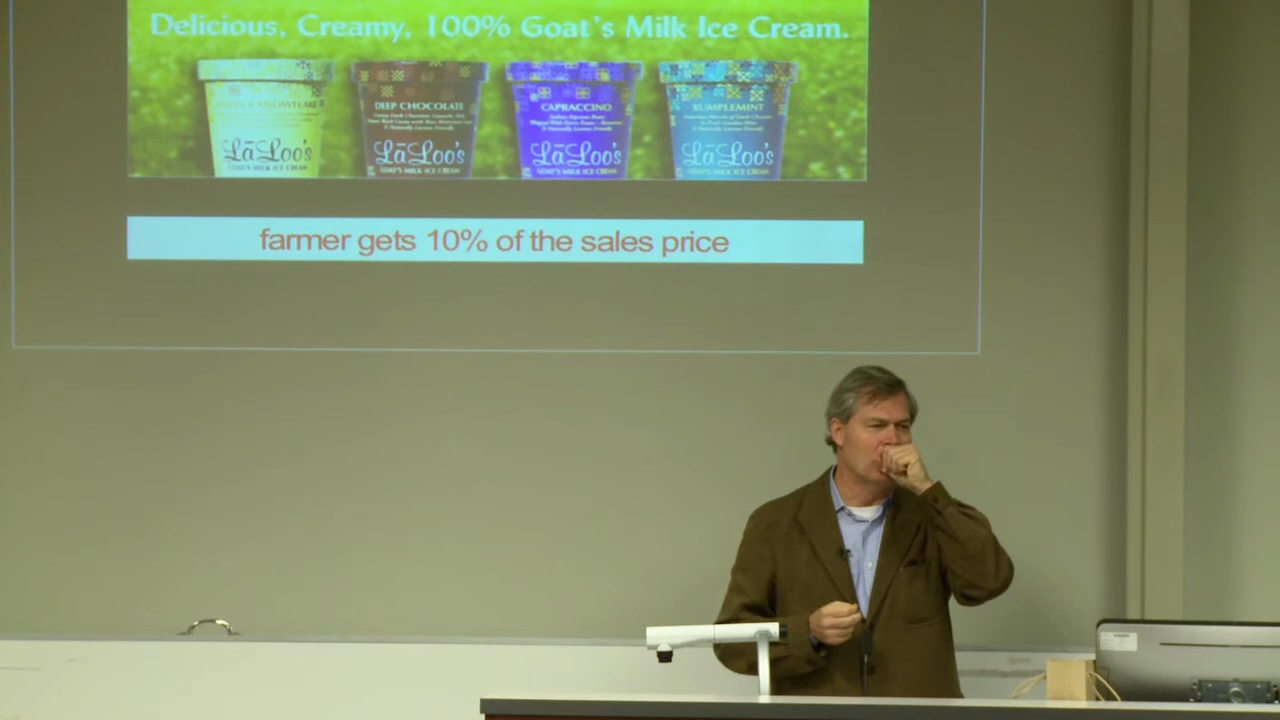 Delicious, Creamy, 100% Goat's Milk Ice Cream.
DEEP CHOCOLATE
CAPRACCINO
RUMPLEMINT
LāLoo's
LāLoo's
LāLoo's
LāLoo's
GOAT'S MILK ICE CREAM
GOAT'S MILK ICE CREAM
GOAT'S MILK ICE CREAM
GOAT'S MILK ICE CREAM
farmer gets 10% of the sales price